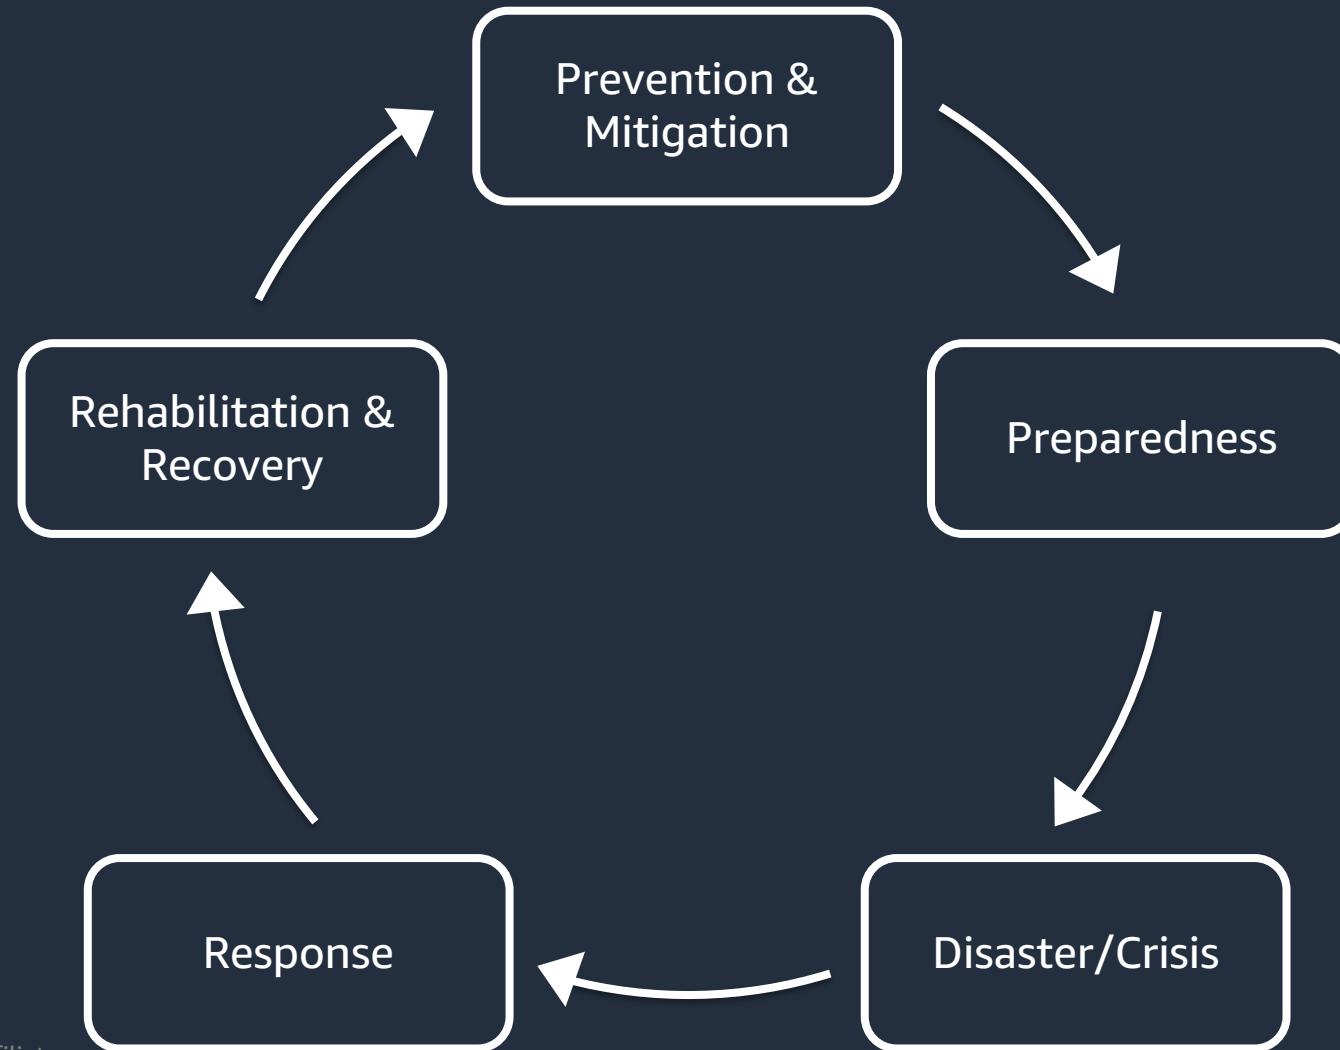 Prevention &
Mitigation
Preparedness
Disaster/Crisis
Response
Rehabilitation &
Recovery